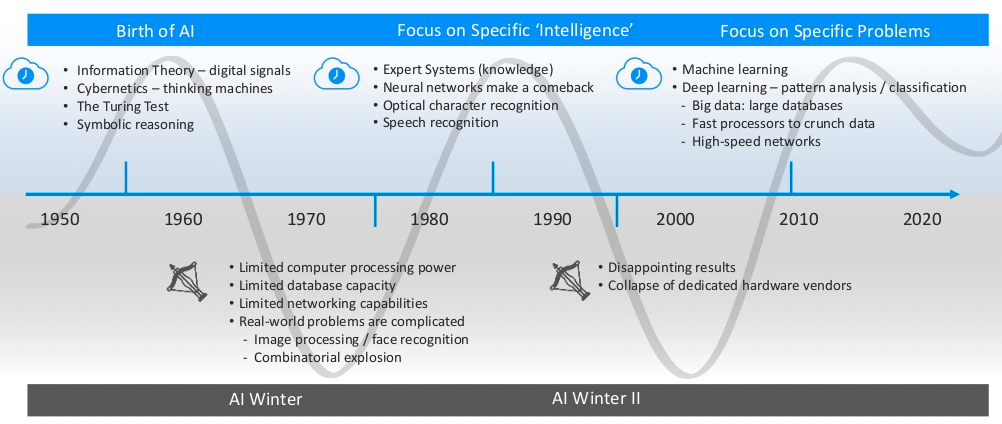 Birth of AI
Focus on Specific ‘Intelligence’
Focus on Specific Problems
• Information Theory – digital signals
• Cybernetics – thinking machines
• The Turing Test
• Symbolic reasoning
• Expert Systems (knowledge)
• Neural networks make a comeback
• Optical character recognition
• Speech recognition
• Machine learning
• Deep learning – pattern analysis / classification
- Big data: large databases
- Fast processors to crunch data
- High-speed networks
1950 1960 1970 1980 1990 2000 2010 2020
• Limited computer processing power
• Limited database capacity
• Limited networking capabilities
• Real-world problems are complicated
- Image processing / face recognition
- Combinatorial explosion
• Disappointing results
• Collapse of dedicated hardware vendors
AI Winter
AI Winter II